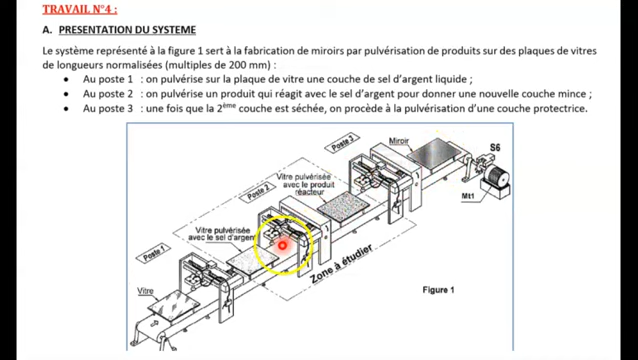 TRAVAIL N°4 :
A. PRESENTATION DU SYSTEME
Le système représenté à la figure 1 sert à la fabrication de miroirs par pulvérisation de produits sur des plaques de vitres
de longueurs normalisées (multiples de 200 mm) :
• Au poste 1 : on pulvérise sur la plaque de vitre une couche de sel d'argent liquide ;
• Au poste 2 : on pulvérise un produit qui réagit avec le sel d'argent pour donner une nouvelle couche mince ;
• Au poste 3 : une fois que la 2ème couche est séchée, on procède à la pulvérisation d'une couche protectrice.
Poste 3
Miroir
S6
Mt1
Vitre pulvérisée
avec le produit
réacteur
Poste 2
Vitre pulvérisée
avec le sel d'argent
Poste 1
Zone à étudier
Vitre
Figure 1